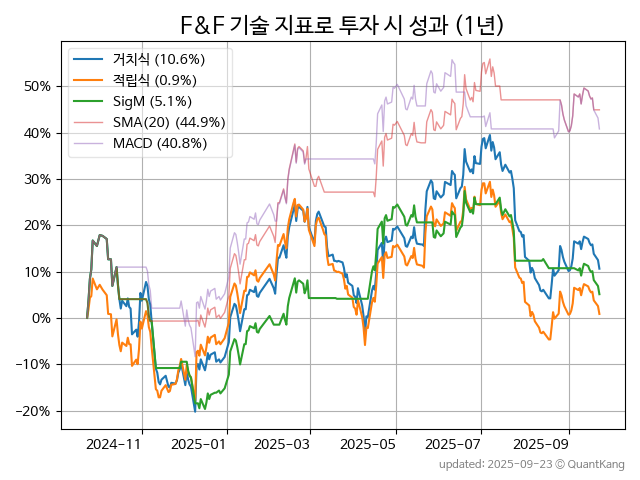 F&F 기술 지표로 투자 시 성과 (1년)
거치식 (10.6%)
적립식 (0.9%)
SigM (5.1%)
SMA(20) (44.9%)
MACD (40.8%)
50%
40%
30%
20%
10%
0%
−10%
−20%
2024-11 2025-01 2025-03 2025-05 2025-07 2025-09
updated: 2025-09-23 © QuantKang